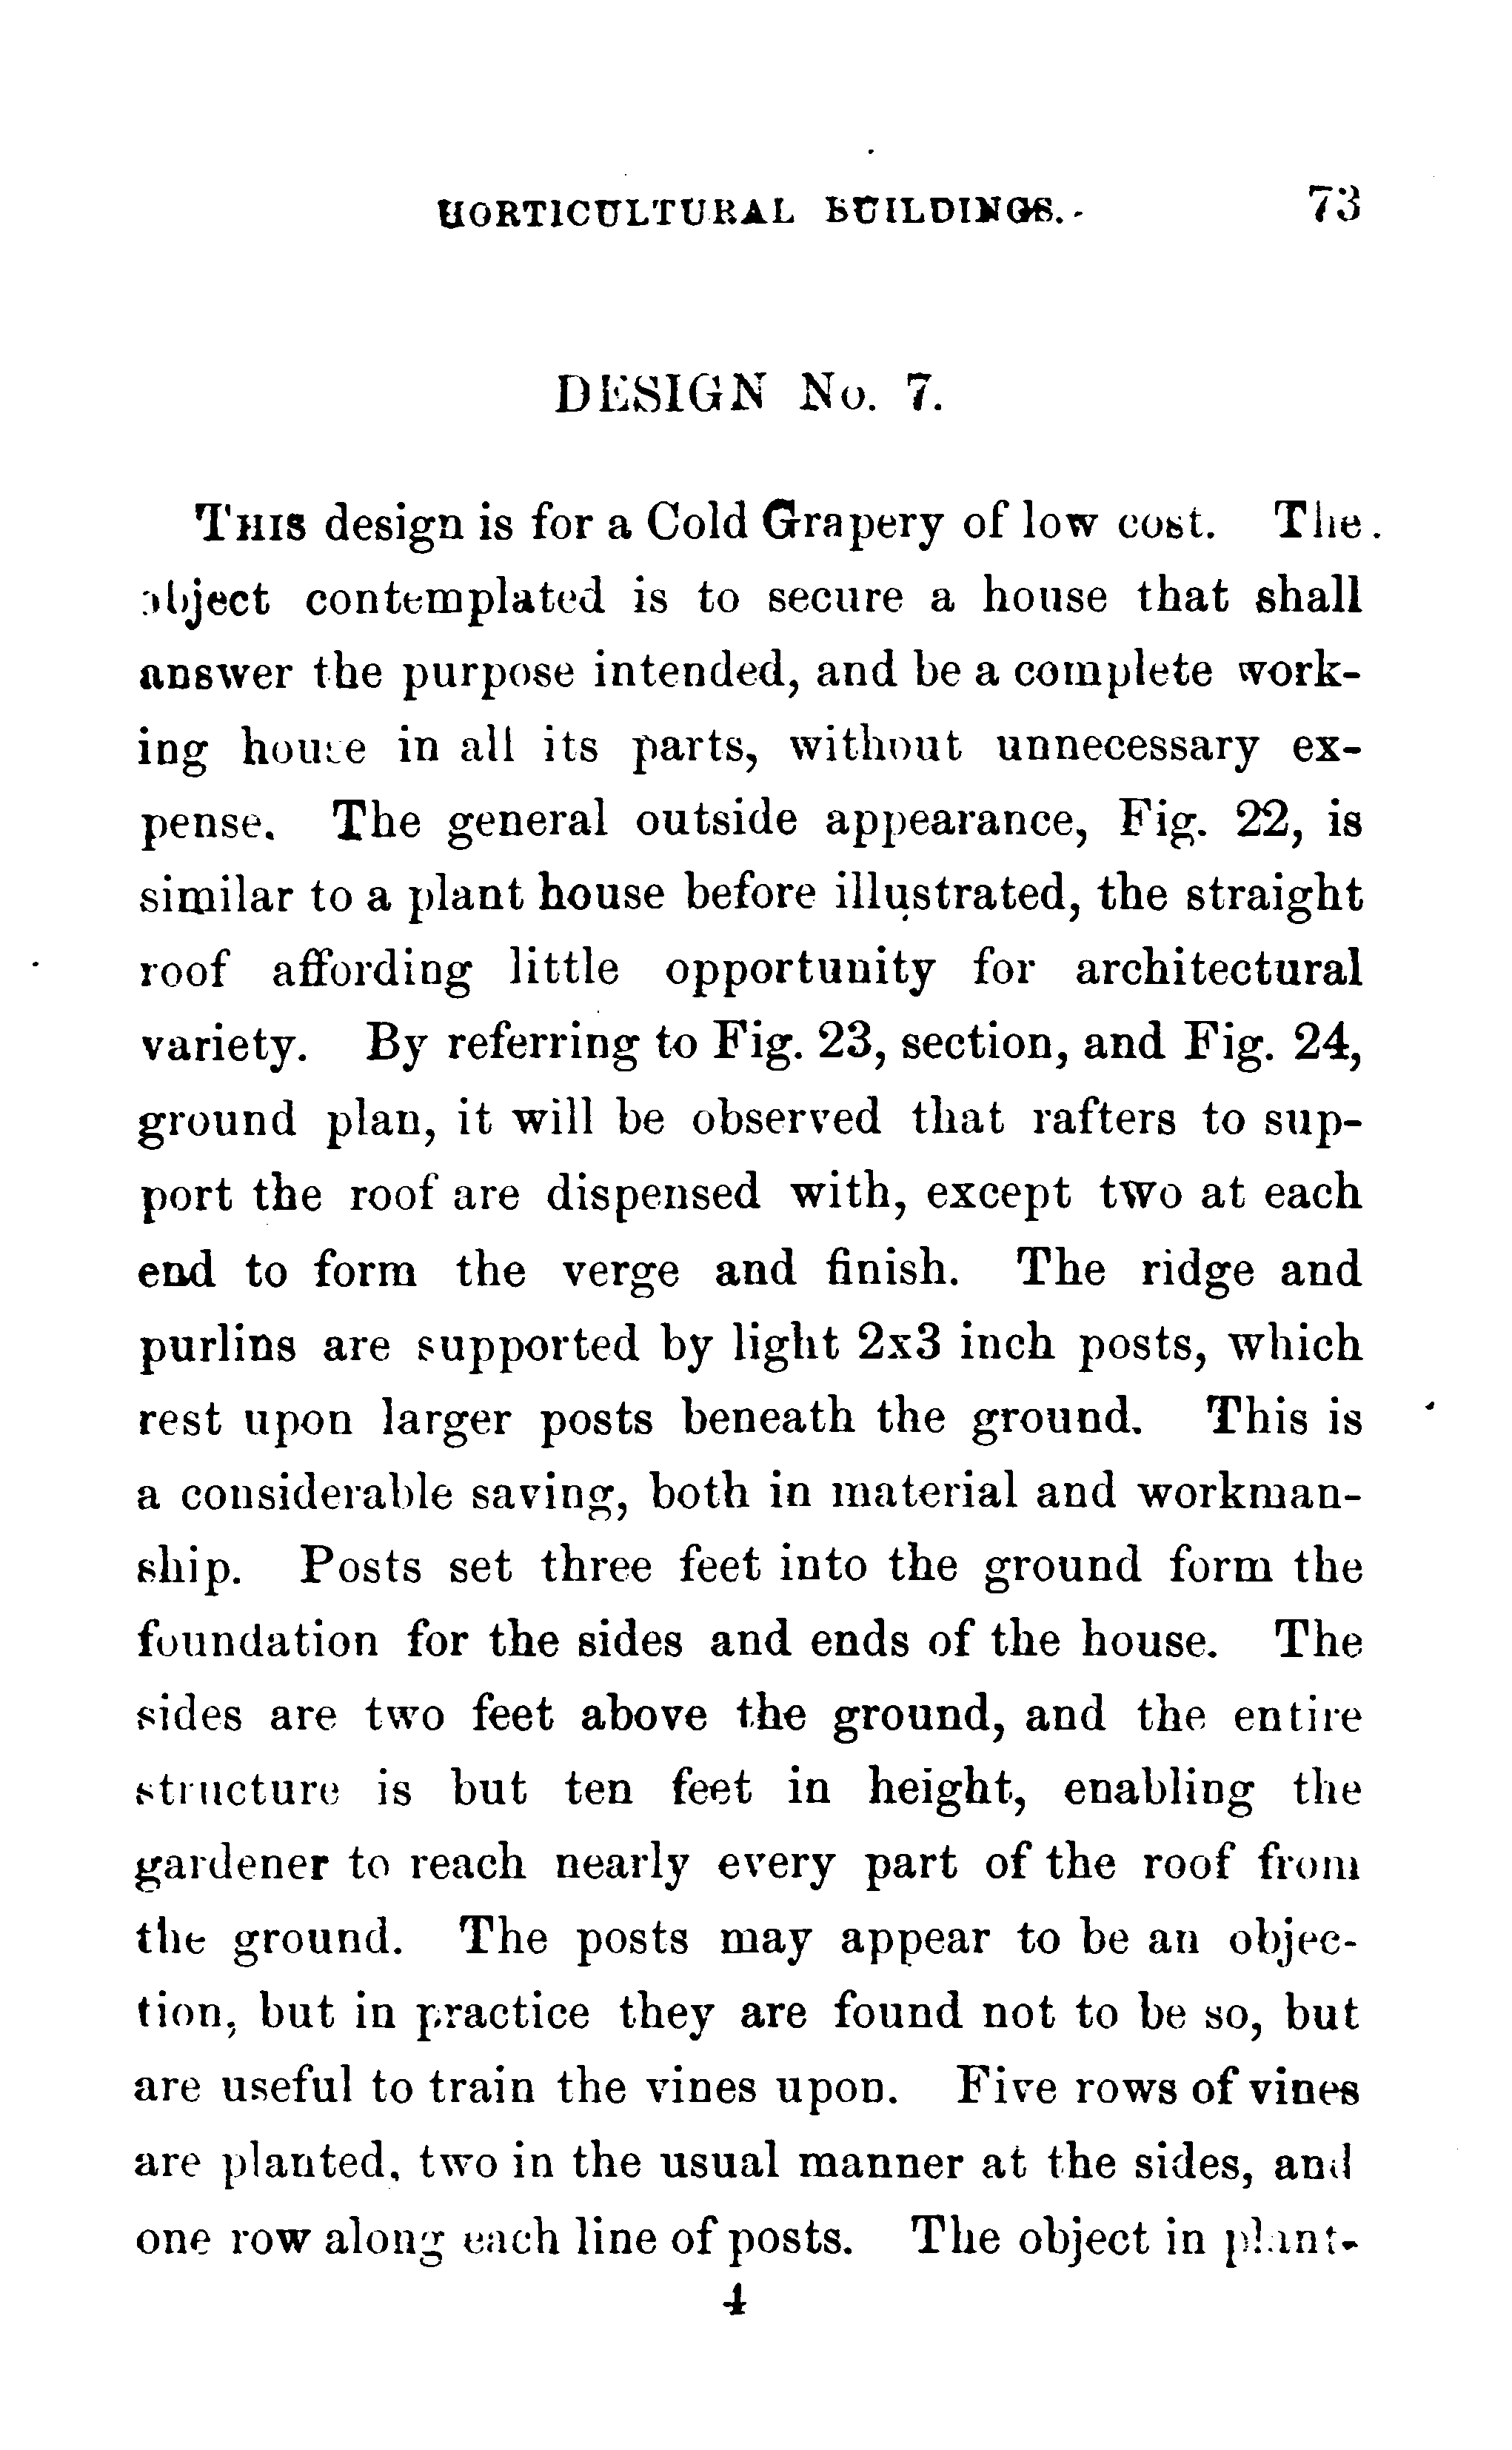 HORTICULTURAL BUILDINGS. 73
DESIGN No. 7.
THIS design is for a Cold Grapery of low cost. The
object contemplated is to secure a house that shall
answer the purpose intended, and be a complete work-
ing house in all its parts, without unnecessary ex-
pense. The general outside appearance, Fig. 22, is
similar to a plant house before illustrated, the straight
roof affording little opportunity for architectural
variety. By referring to Fig. 23, section, and Fig. 24,
ground plan, it will be observed that rafters to sup-
port the roof are dispensed with, except two at each
end to form the verge and finish. The ridge and
purlins are supported by light 2x3 inch posts, which
rest upon larger posts beneath the ground. This is
a considerable saving, both in material and workman-
ship. Posts set three feet into the ground form the
foundation for the sides and ends of the house. The
sides are two feet above the ground, and the entire
structure is but ten feet in height, enabling the
gardener to reach nearly every part of the roof from
the ground. The posts may appear to be an objec-
tion, but in practice they are found not to be so, but
are useful to train the vines upon. Five rows of vines
are planted, two in the usual manner at the sides, and
one row along each line of posts. The object in plant-
4